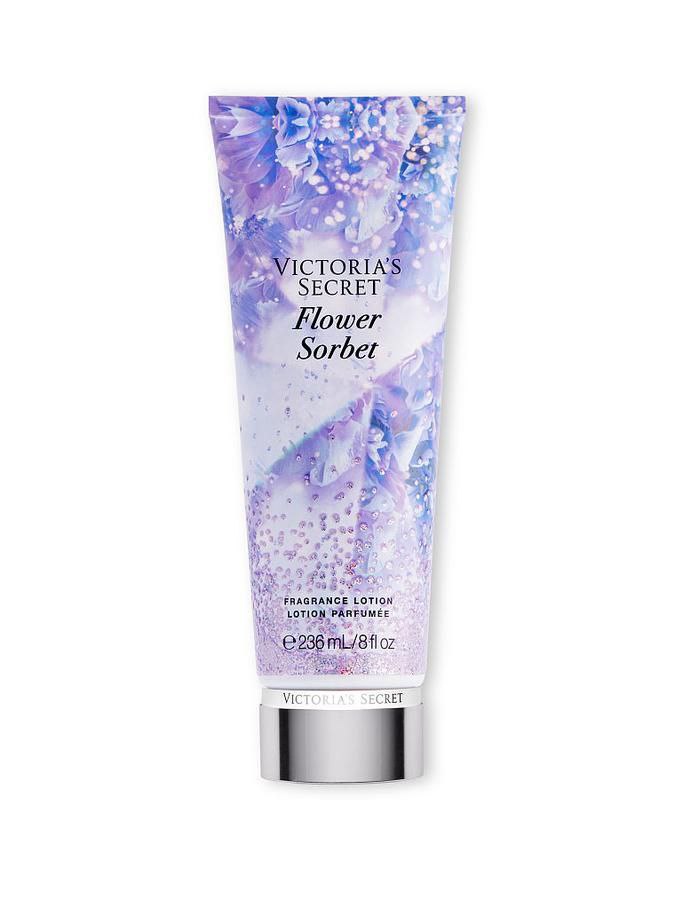 VICTORIA'S
SECRET
Flower
Sorbet
FRAGRANCE LOTION
LOTION PARFUMÉE
℮236 mL/8 fl oz
VICTORIA'S SECRET